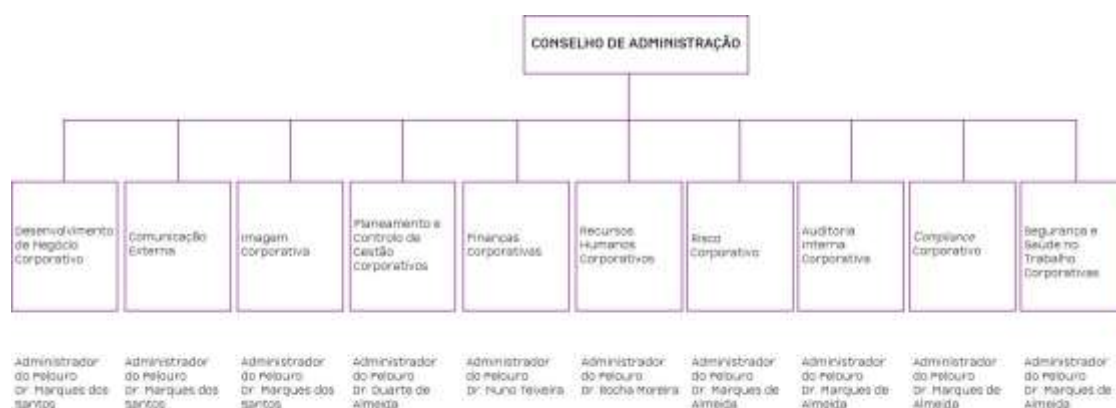 CONSELHO DE ADMINISTRAÇÃO
Desenvolvimento
de Negócio
Corporativo
Comunicação
Externa
Imagem
Corporativa
Planeamento e
Controlo de
Gestão
Corporativos
Finanças
Corporativas
Recursos
Humanos
Corporativos
Risco
Corporativo
Auditoria
Interna
Corporativa
Compliance
Corporativo
Segurança e
Saúde no
Trabalho
Corporativas
Administrador
do Pelouro
Dr. Marques dos
Santos
Administrador
do Pelouro
Dr. Marques dos
Santos
Administrador
do Pelouro
Dr. Marques dos
Santos
Administrador
do Pelouro
Dr. Duarte de
Almeida
Administrador
do Pelouro
Dr. Nuno Teixeira
Administrador
do Pelouro
Dr. Rocha Moreira
Administrador
do Pelouro
Dr. Marques de
Almeida
Administrador
do Pelouro
Dr. Marques de
Almeida
Administrador
do Pelouro
Dr. Marques de
Almeida
Administrador
do Pelouro
Dr. Marques de
Almeida